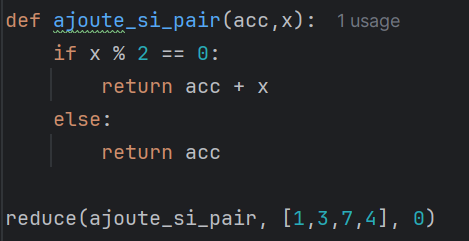 def ajoute_si_pair(acc,x): 1 usage
    if x % 2 == 0:
        return acc + x
    else:
        return acc
reduce(ajoute_si_pair, [1,3,7,4], 0)